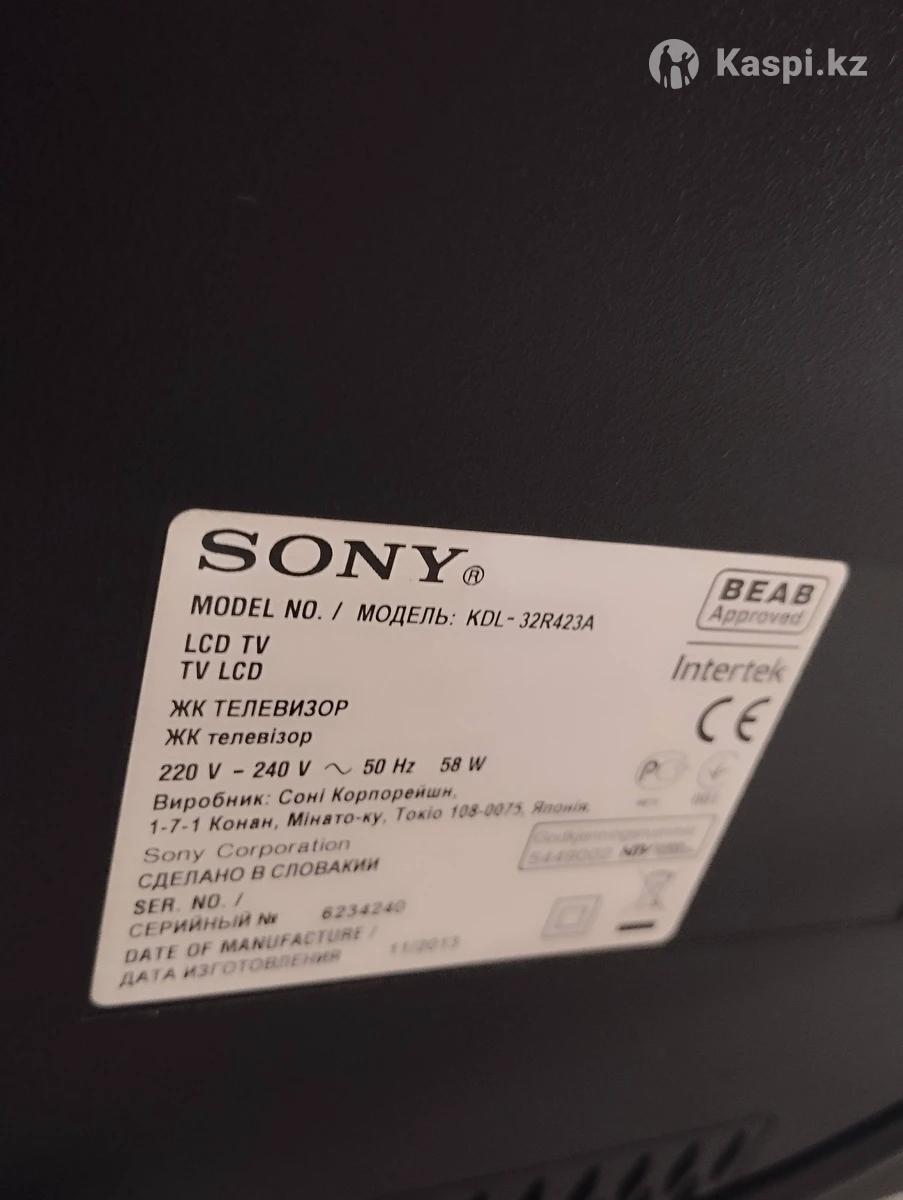 Kaspi.kz
SONY®
MODEL NO. / МОДЕЛЬ: KDL-32R423A
LCD TV
TV LCD
ЖК ТЕЛЕВИЗОР
ЖК телевізор
220 V - 240 V ~ 50 Hz 58 W
Виробник: Соні Корпорейшн,
1-7-1 Конан, Мінато-ку, Токіо 108-0075, Японія.
Sony Corporation
СДЕЛАНО В СЛОВАКИИ
SER. NO. /
СЕРИЙНЫЙ № 6234240
DATE OF MANUFACTURE /
ДАТА ИЗГОТОВЛЕНИЯ 11/2013
BEAB
Approved
Intertek
CE